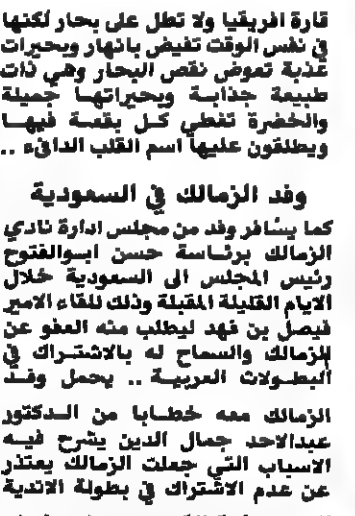 قارة افريقيا ولا تطل على بحار لكنها
في نفس الوقت تفيض بانهار وبحيرات
عذبة تعوض نقص البحار وهي ذات
طبيعة جذابة وبحيراتها جميلة
والخضرة تغطي كل بقعة فيها
ويطلقون عليها اسم القلب الدافىء ..
وفد الزمالك في السعودية
كما يسافر وفد من مجلس ادارة نادي
الزمالك برئاسة حسن ابوالفتوح
رئيس المجلس الى السعودية خلال
الايام القليلة المقبلة وذلك للقاء الامير
فيصل بن فهد ليطلب منه العفو عن
الزمالك والسماح له بالاشتراك في
البطولات العربية .. يحمل وفد
الزمالك معه خطابا من الدكتور
عبدالاحد جمال الدين يشرح فيه
الاسباب التي جعلت الزمالك يعتذر
عن عدم الاشتراك في بطولة الاندية